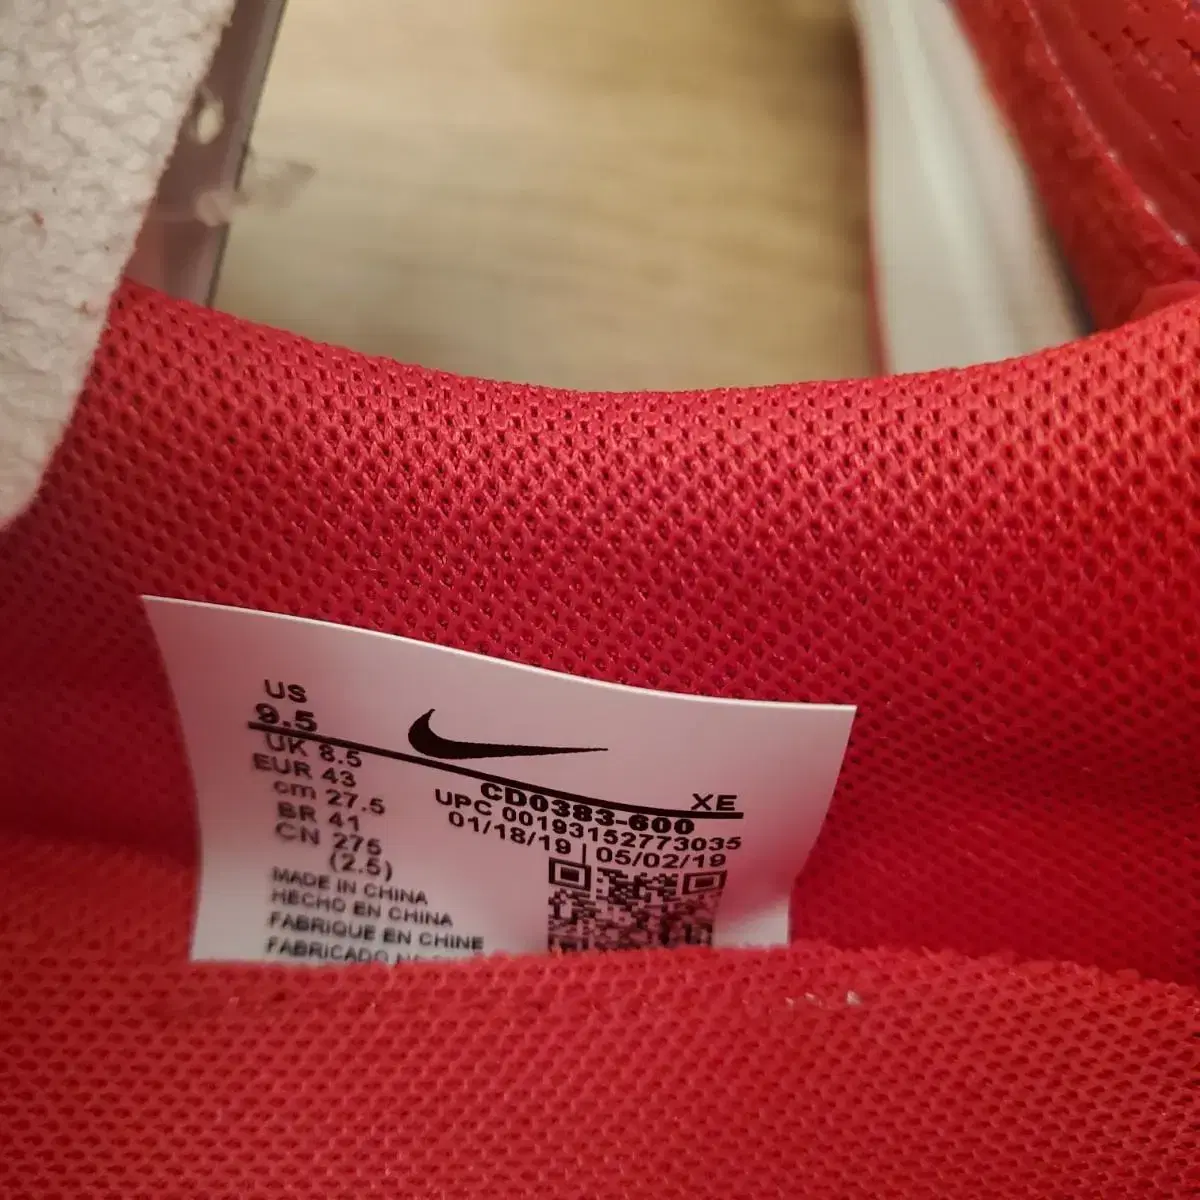 US
9.5
UK 8.5
EUR 43
cm 27.5
BR 41
CN 275
(2.5)
XE
CD0383-600
UPC 00193152773035
01/18/19 | 05/02/19
MADE IN CHINA
HECHO EN CHINA
FABRIQUE EN CHINE
FABRICADO